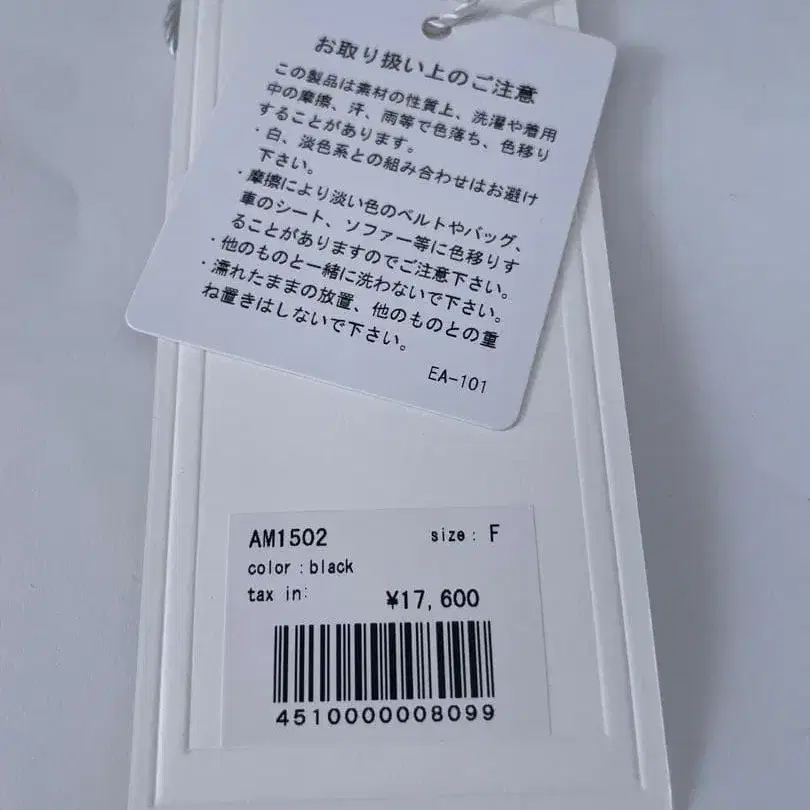 お取り扱い上のご注意
この製品は素材の性質上、洗濯や着用
中の摩擦、汗、雨等で色落ち、色移り
することがあります。
・白、淡色系との組み合わせはお避け
下さい。
・摩擦により淡い色のベルトやバッグ、
車のシート、ソファー等に色移りす
ることがありますのでご注意下さい。
・他のものと一緒に洗わないで下さい。
・濡れたままの放置、他のものとの重
ね置きはしないで下さい。
EA-101
AM1502 size: F
color:black
tax in: ¥17,600
4510000008099